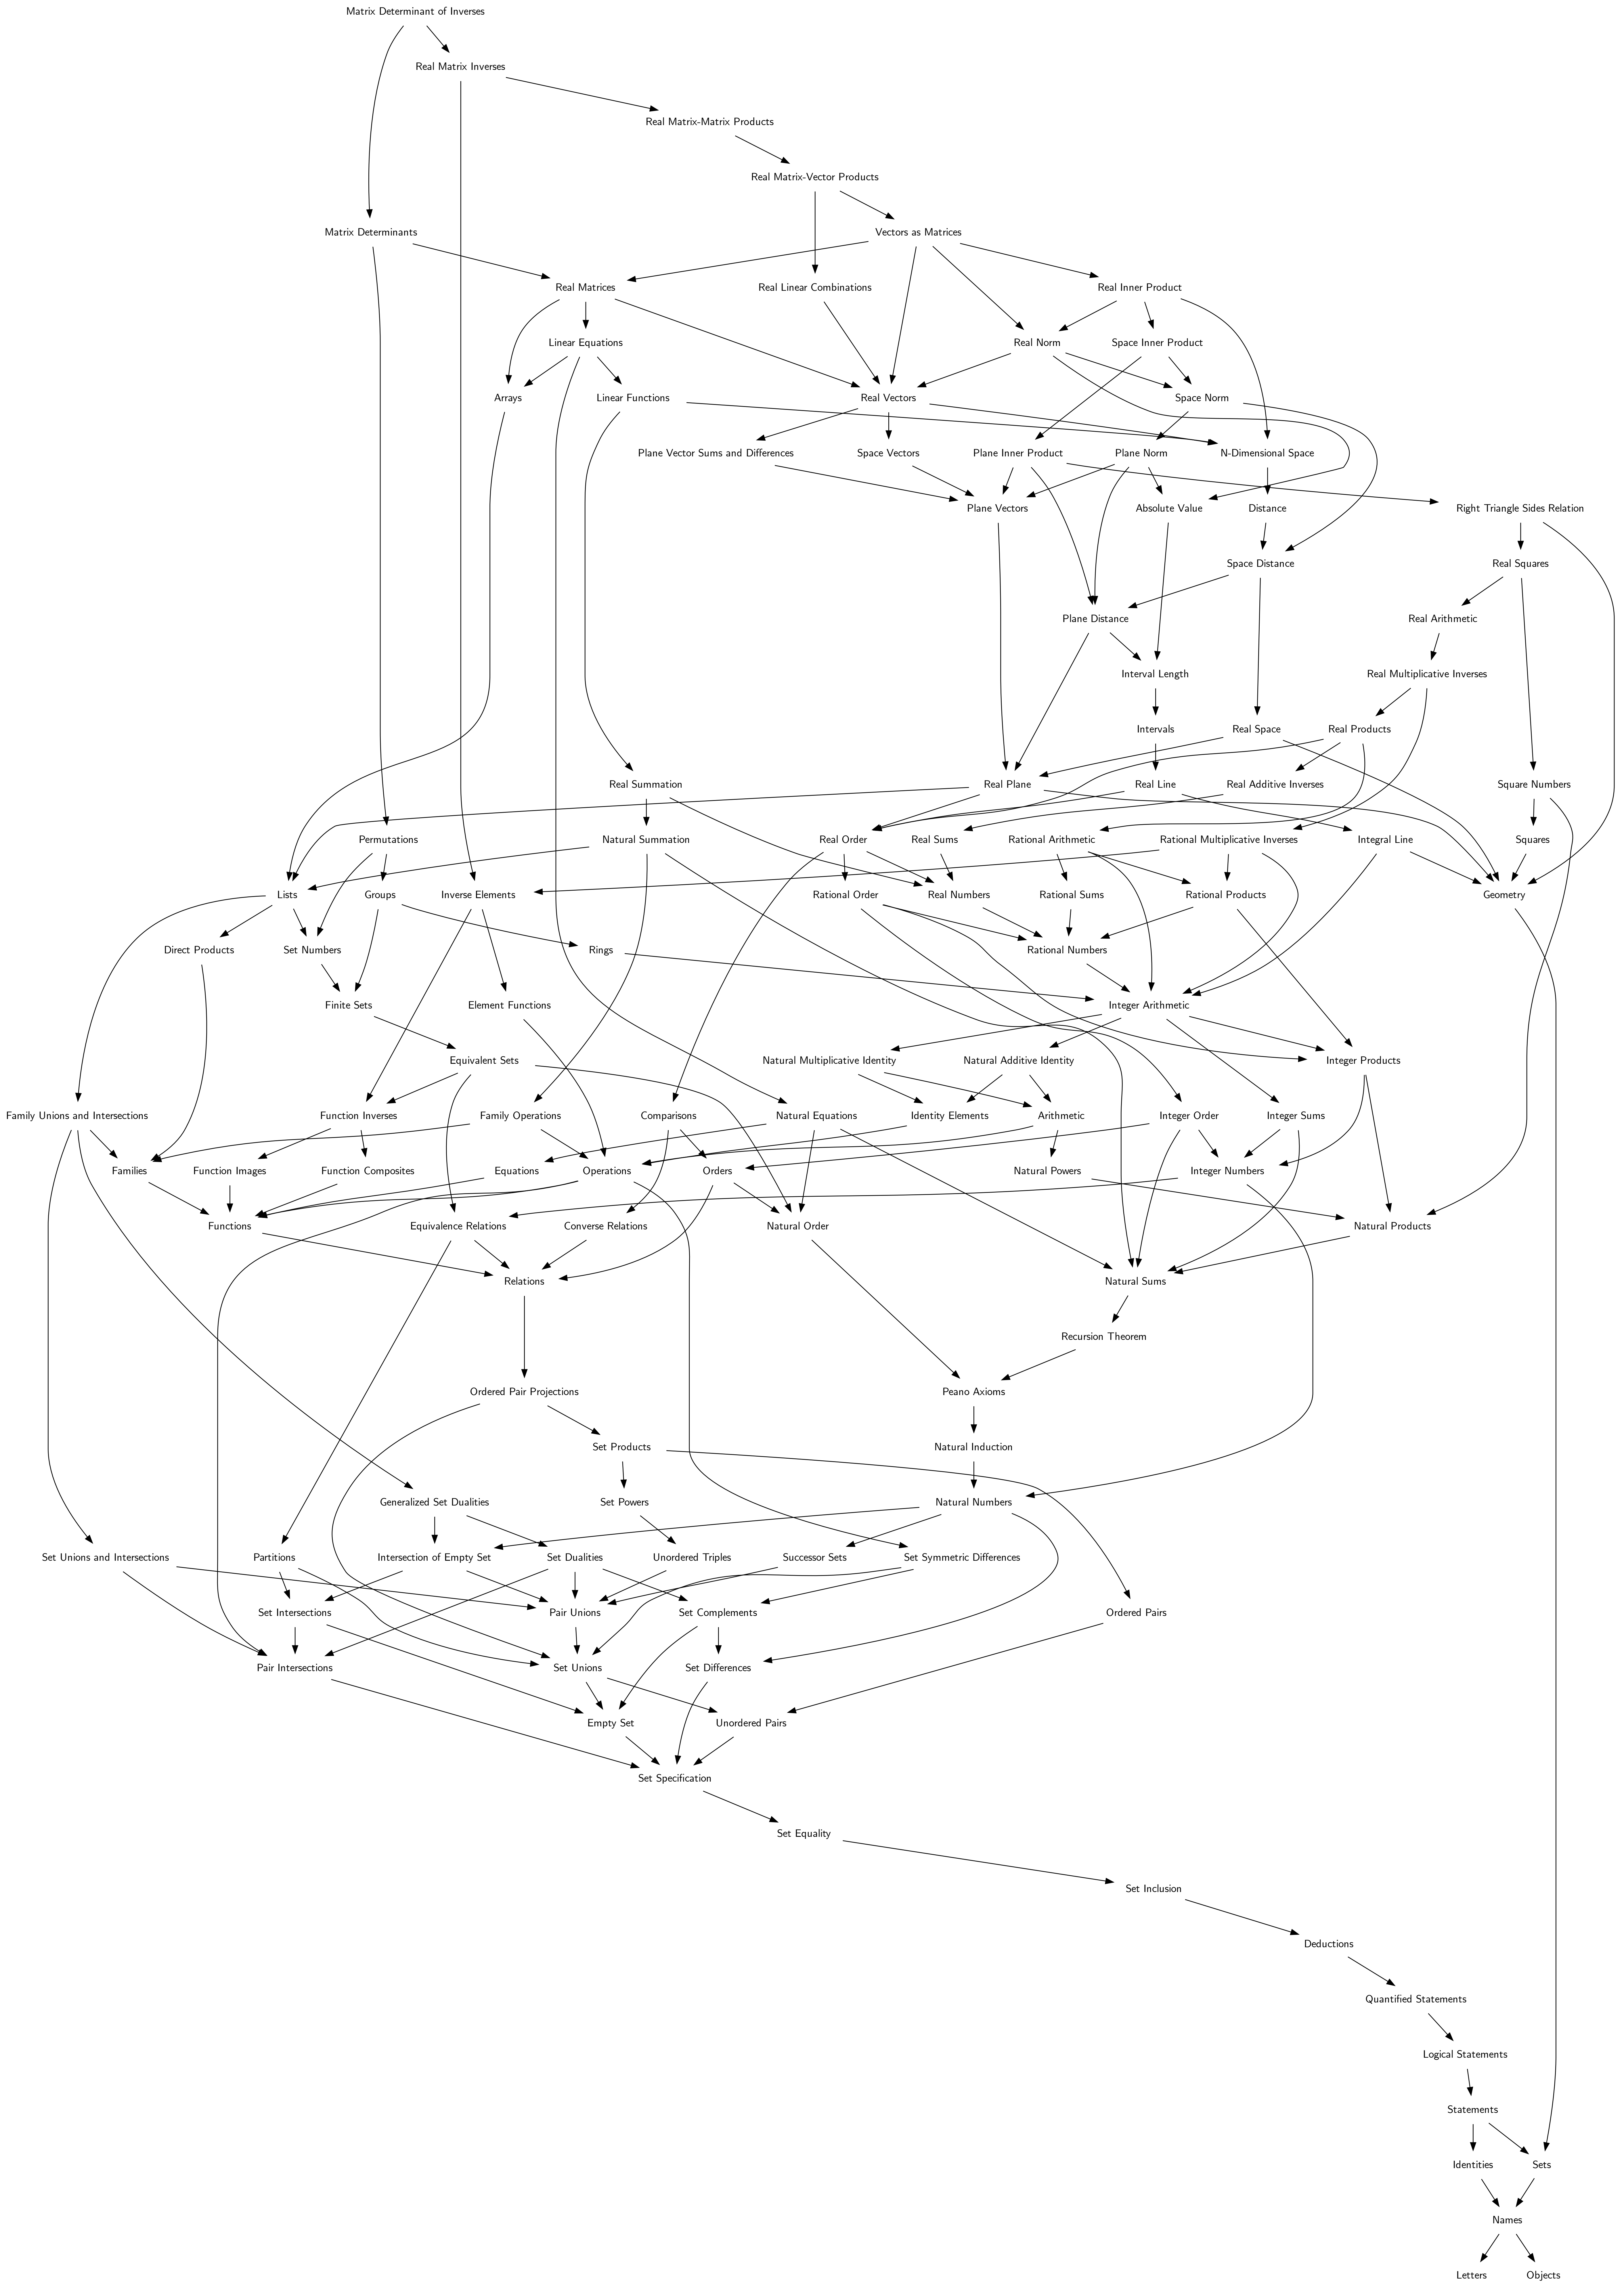 Matrix Determinant of Inverses
Real Matrix Inverses
Real Matrix-Matrix Products
Real Matrix-Vector Products
Matrix Determinants
Vectors as Matrices
Real Matrices
Real Linear Combinations
Real Inner Product
Linear Equations
Real Norm
Space Inner Product
Arrays
Linear Functions
Real Vectors
Space Norm
Plane Vector Sums and Differences
Space Vectors
Plane Inner Product
Plane Norm
N-Dimensional Space
Plane Vectors
Absolute Value
Distance
Right Triangle Sides Relation
Space Distance
Real Squares
Plane Distance
Real Arithmetic
Interval Length
Real Multiplicative Inverses
Intervals
Real Space
Real Products
Real Summation
Real Plane
Real Line
Real Additive Inverses
Square Numbers
Permutations
Natural Summation
Real Order
Real Sums
Rational Arithmetic
Rational Multiplicative Inverses
Integral Line
Squares
Lists
Groups
Inverse Elements
Rational Order
Real Numbers
Rational Sums
Rational Products
Geometry
Direct Products
Set Numbers
Rings
Rational Numbers
Finite Sets
Element Functions
Integer Arithmetic
Equivalent Sets
Natural Multiplicative Identity
Natural Additive Identity
Integer Products
Family Unions and Intersections
Function Inverses
Family Operations
Comparisons
Natural Equations
Identity Elements
Arithmetic
Integer Order
Integer Sums
Families
Function Images
Function Composites
Equations
Operations
Orders
Natural Powers
Integer Numbers
Functions
Equivalence Relations
Converse Relations
Natural Order
Natural Products
Relations
Natural Sums
Recursion Theorem
Ordered Pair Projections
Peano Axioms
Set Products
Natural Induction
Generalized Set Dualities
Set Powers
Natural Numbers
Set Unions and Intersections
Partitions
Intersection of Empty Set
Set Dualities
Unordered Triples
Successor Sets
Set Symmetric Differences
Set Intersections
Pair Unions
Set Complements
Ordered Pairs
Pair Intersections
Set Unions
Set Differences
Empty Set
Unordered Pairs
Set Specification
Set Equality
Set Inclusion
Deductions
Quantified Statements
Logical Statements
Statements
Identities
Sets
Names
Letters
Objects